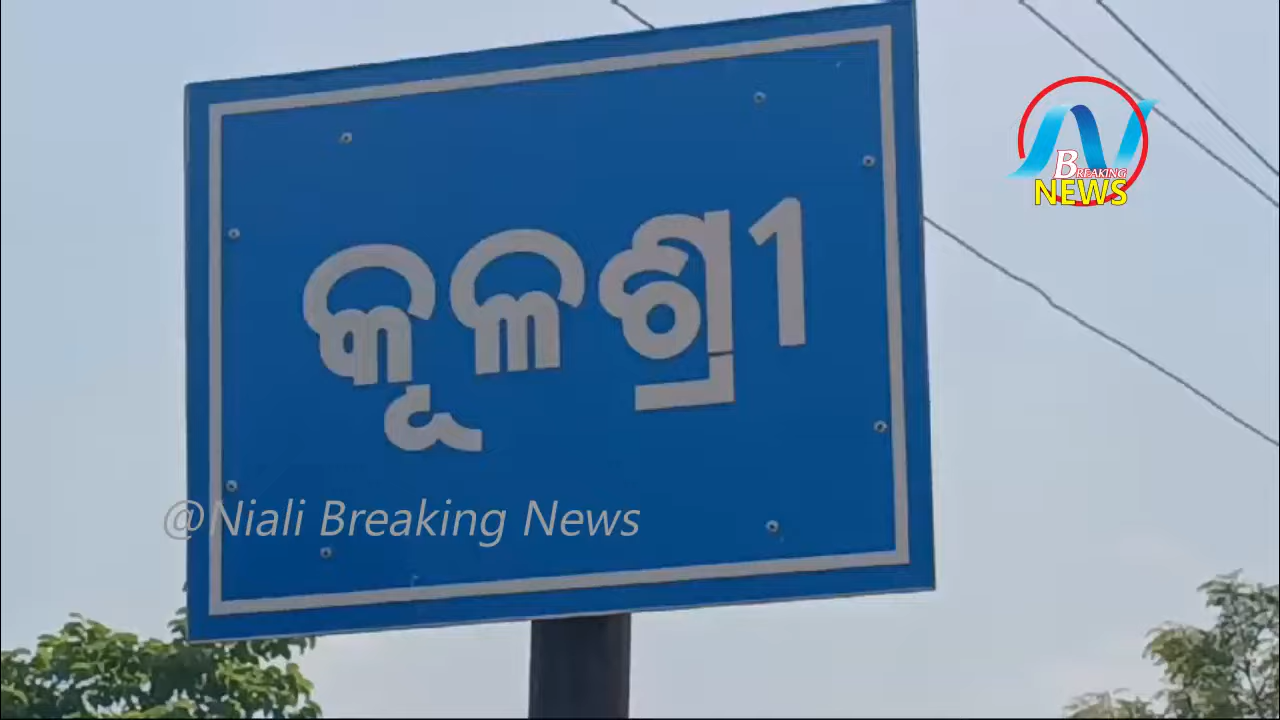 କୂଳଶ୍ରୀ
BREAKING
NEWS
@Niali Breaking News